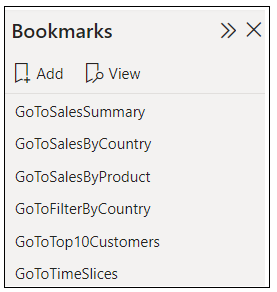 Bookmarks
Add View
GoToSalesSummary
GoToSalesByCountry
GoToSalesByProduct
GoToFilterByCountry
GoToTop10Customers
GoToTimeSlices